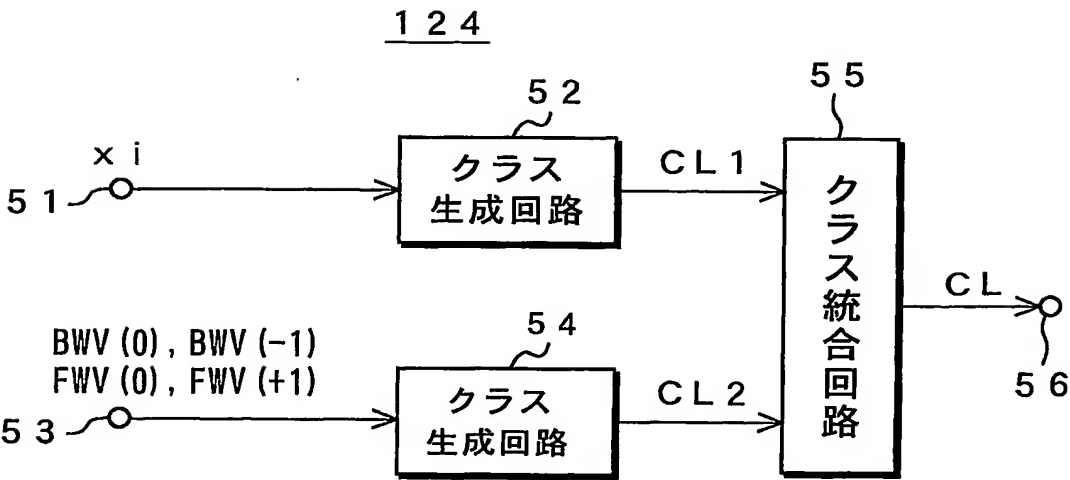 124
55
52
xi
クラス
生成回路
CL1
51
クラス統合回路
CL
54
BWV(0), BWV(-1)
FWV(0), FWV(+1)
クラス
生成回路
CL2
56
53